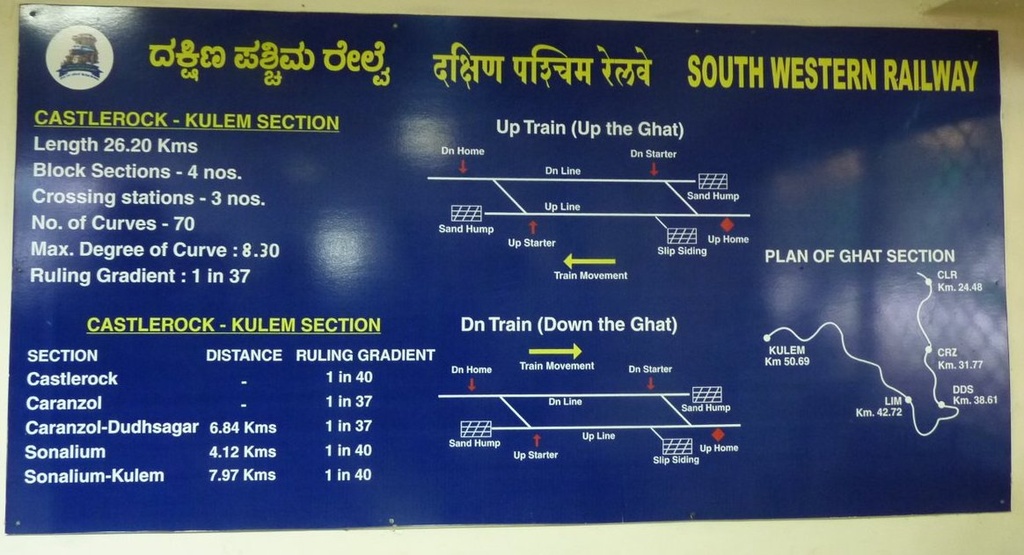 ದಕ್ಷಿಣ ಪಶ್ಚಿಮ ರೇಲ್ವೆ दक्षिण पश्चिम रेलवे SOUTH WESTERN RAILWAY
CASTLEROCK - KULEM SECTION
Length 26.20 Kms
Block Sections - 4 nos.
Crossing stations - 3 nos.
No. of Curves - 70
Max. Degree of Curve : 8.30
Ruling Gradient : 1 in 37
CASTLEROCK - KULEM SECTION
SECTION DISTANCE RULING GRADIENT
Castlerock - 1 in 40
Caranzol - 1 in 37
Caranzol-Dudhsagar 6.84 Kms 1 in 37
Sonalium 4.12 Kms 1 in 40
Sonalium-Kulem 7.97 Kms 1 in 40
Up Train (Up the Ghat)
Dn Home Dn Starter
Dn Line
Sand Hump
Up Line
Sand Hump Up Starter Slip Siding Up Home
Train Movement
Dn Train (Down the Ghat)
Train Movement
Dn Home Dn Starter
Dn Line Sand Hump
Up Line
Sand Hump Up Starter Slip Siding Up Home
PLAN OF GHAT SECTION
CLR
Km. 24.48
KULEM
Km 50.69
CRZ
Km. 31.77
DDS
Km. 38.61
LIM
Km. 42.72